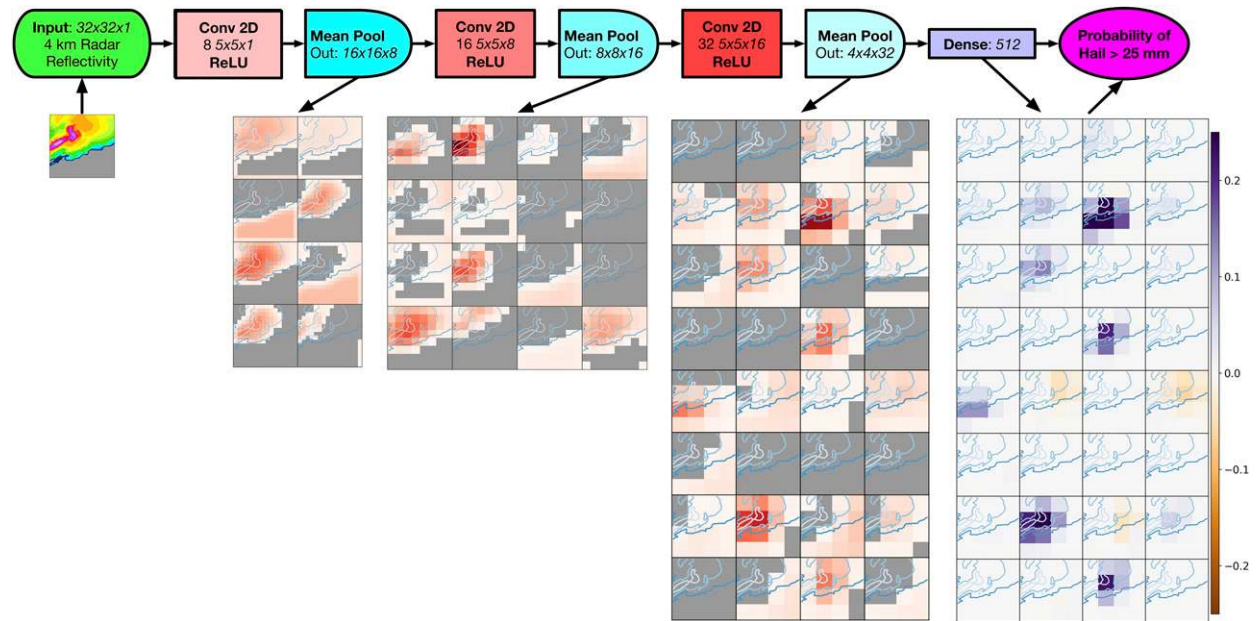 Input: 32x32x1
4 km Radar
Reflectivity
Conv 2D
8 5x5x1
ReLU
Mean Pool
Out: 16x16x8
Conv 2D
16 5x5x8
ReLU
Mean Pool
Out: 8x8x16
Conv 2D
32 5x5x16
ReLU
Mean Pool
Out: 4x4x32
Dense: 512
Probability of
Hail > 25 mm
0.2
0.1
0.0
−0.1
−0.2